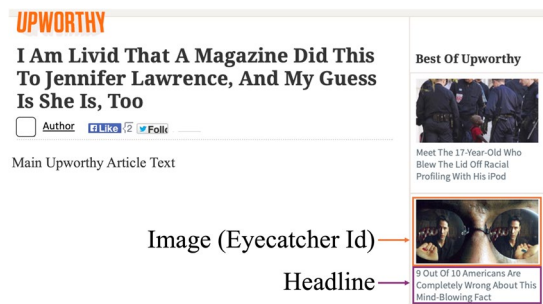 UPWORTHY
I Am Livid That A Magazine Did This
To Jennifer Lawrence, And My Guess
Is She Is, Too
Author
Like 2
Follo
Main Upworthy Article Text
Best Of Upworthy
Meet The 17-Year-Old Who
Blew The Lid Off Racial
Profiling With His iPod
Image (Eyecatcher Id)
Headline
9 Out Of 10 Americans Are
Completely Wrong About This
Mind-Blowing Fact